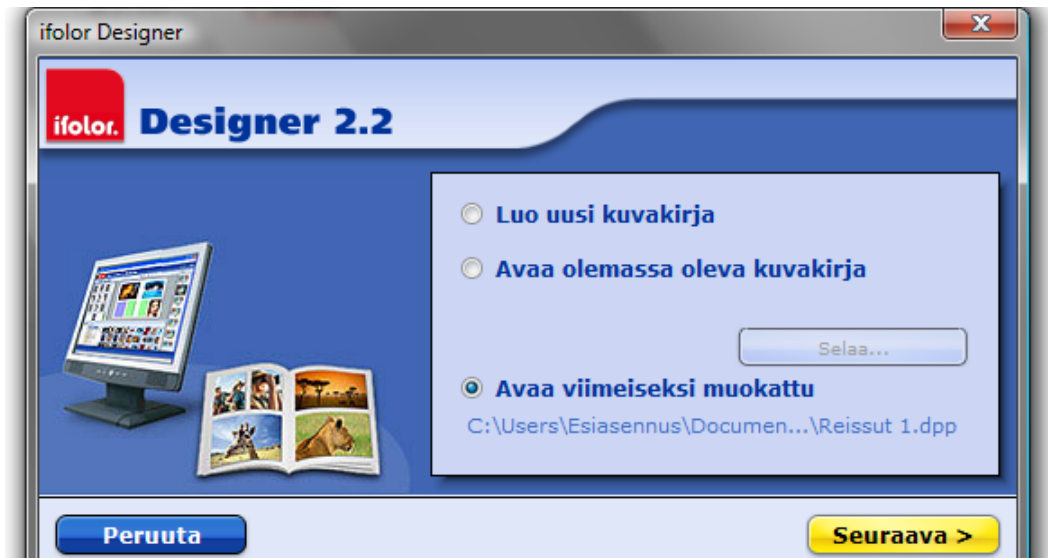 ifolor Designer
ifolor.
Designer 2.2
Luo uusi kuvakirja
Avaa olemassa oleva kuvakirja
Selaa...
Avaa viimeiseksi muokattu
C:\Users\Esiasennus\Documen...\Reissut 1.dpp
Peruuta
Seuraava >